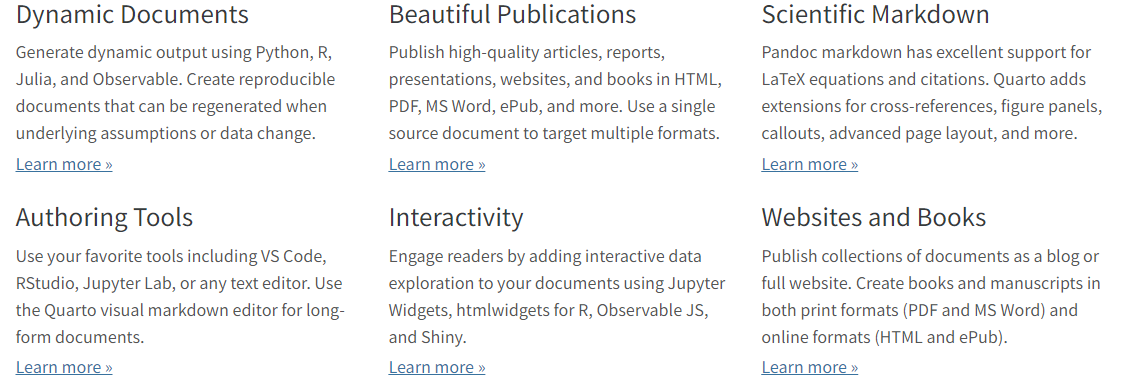 Dynamic Documents
Generate dynamic output using Python, R,
Julia, and Observable. Create reproducible
documents that can be regenerated when
underlying assumptions or data change.
Learn more »
Beautiful Publications
Publish high-quality articles, reports,
presentations, websites, and books in HTML,
PDF, MS Word, ePub, and more. Use a single
source document to target multiple formats.
Learn more »
Scientific Markdown
Pandoc markdown has excellent support for
LaTeX equations and citations. Quarto adds
extensions for cross-references, figure panels,
callouts, advanced page layout, and more.
Learn more »
Authoring Tools
Use your favorite tools including VS Code,
RStudio, Jupyter Lab, or any text editor. Use
the Quarto visual markdown editor for long-
form documents.
Learn more »
Interactivity
Engage readers by adding interactive data
exploration to your documents using Jupyter
Widgets, htmlwidgets for R, Observable JS,
and Shiny.
Learn more »
Websites and Books
Publish collections of documents as a blog or
full website. Create books and manuscripts in
both print formats (PDF and MS Word) and
online formats (HTML and ePub).
Learn more »